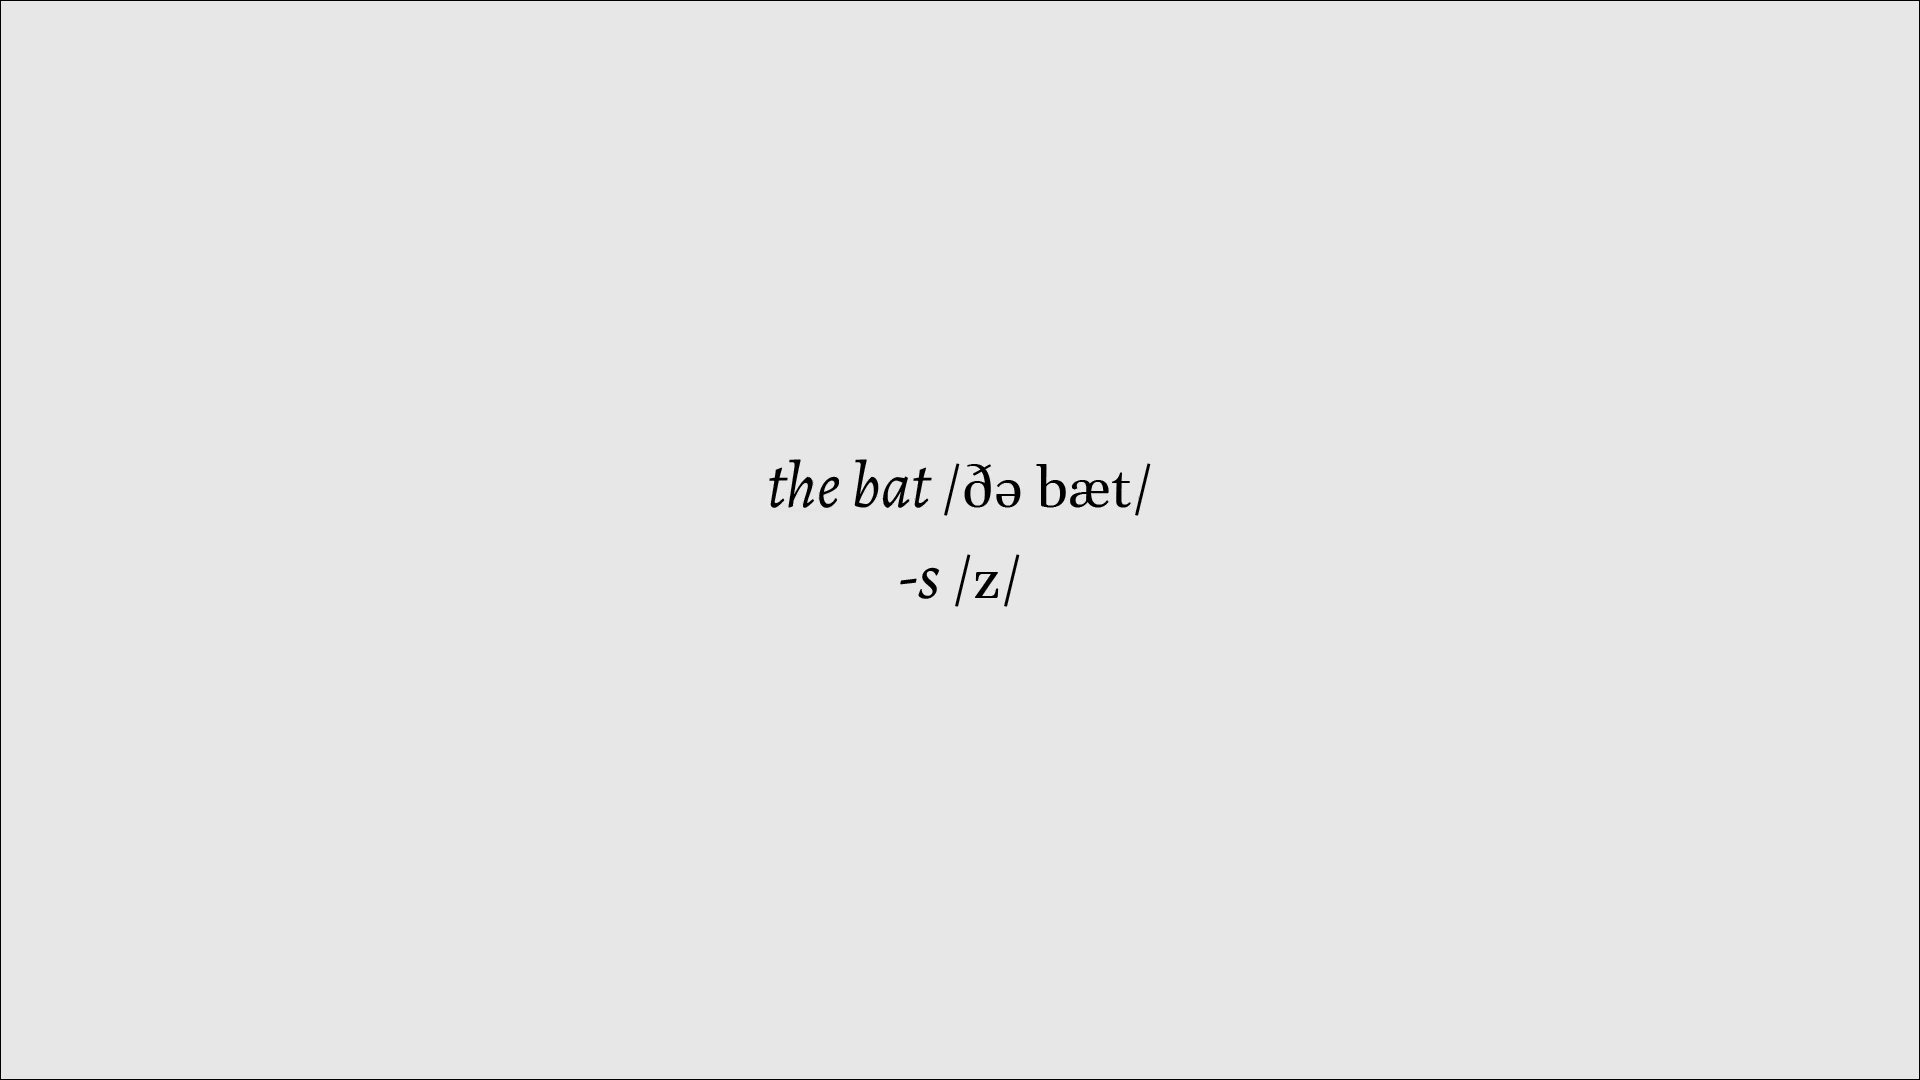 the bat /ðə bæt/
-s /z/